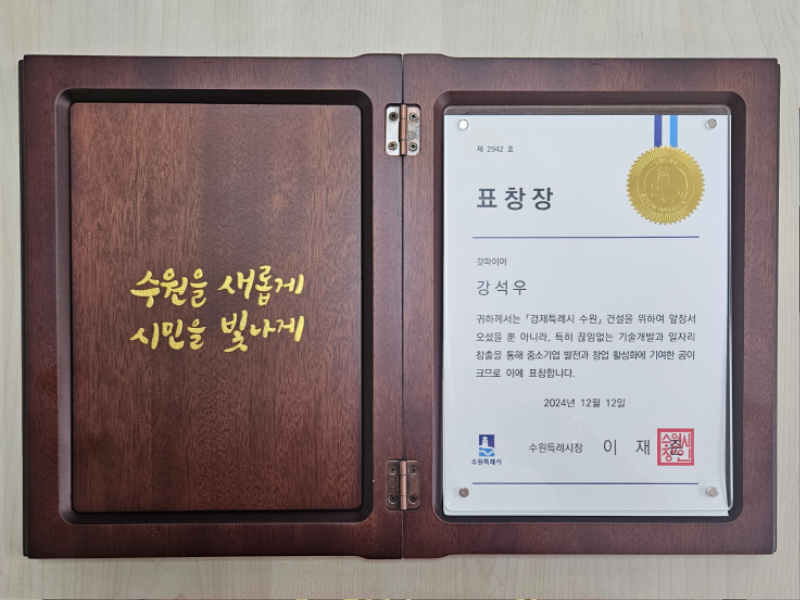 수원을 새롭게
시민을 빛나게
제 2942 호
표창장
갓파이어
강석우
귀하께서는 「경제특례시 수원」 건설을 위하여 앞장서
오셨을 뿐 아니라, 특히 끊임없는 기술개발과 일자리
창출을 통해 중소기업 발전과 창업 활성화에 기여한 공이
크므로 이에 표창합니다.
2024년 12월 12일
수원특례시
수원특례시장 이 재 준
수원시
장인